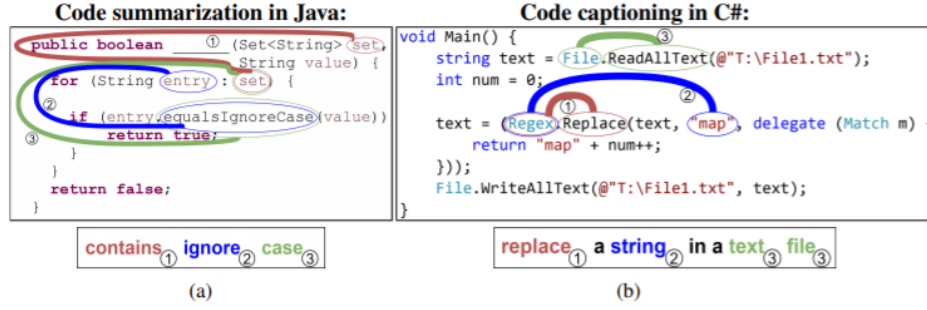 Code summarization in Java:
public boolean ______ ① (Set<String> set,
String value) {
for (String entry : set) {
②
if (entry.equalsIgnoreCase(value))
③ return true;
}
}
return false;
}
contains① ignore② case③
(a)
Code captioning in C#:
void Main() {
③
string text = File.ReadAllText(@"T:\File1.txt");
int num = 0;
① ②
text = (Regex.Replace(text, "map", delegate (Match m) {
return "map" + num++;
}));
File.WriteAllText(@"T:\File1.txt", text);
}
replace① a string② in a text③ file③
(b)